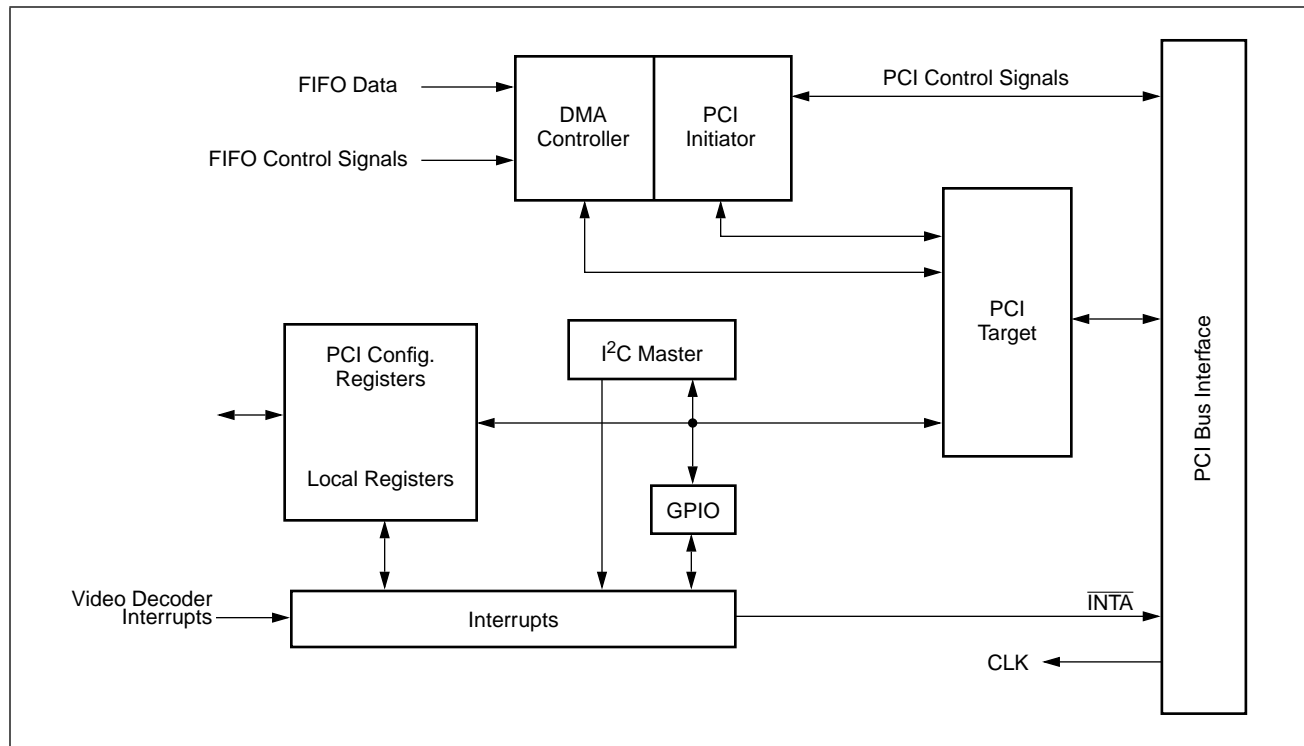 FIFO Data
FIFO Control Signals
DMA
Controller
PCI
Initiator
PCI Control Signals
PCI
Target
PCI Bus Interface
PCI Config.
Registers
Local Registers
I²C Master
GPIO
Video Decoder
Interrupts
Interrupts
INTA
CLK